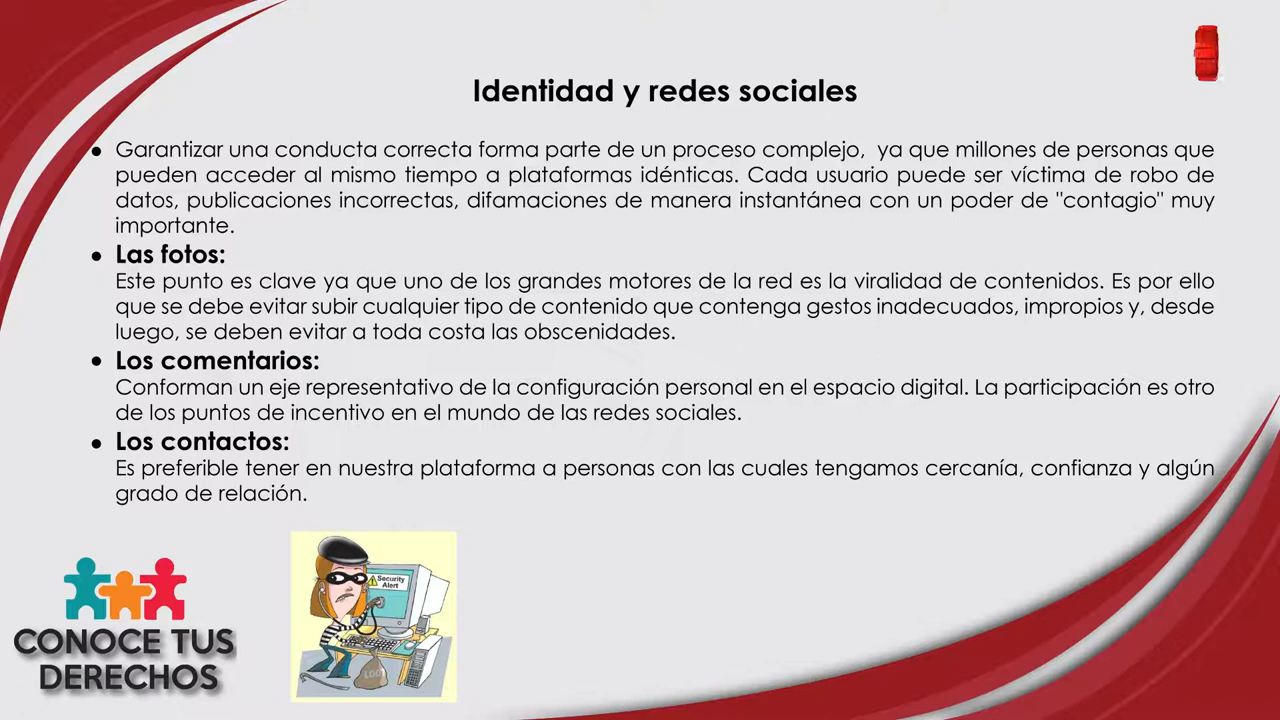 Identidad y redes sociales
• Garantizar una conducta correcta forma parte de un proceso complejo, ya que millones de personas que
pueden acceder al mismo tiempo a plataformas idénticas. Cada usuario puede ser víctima de robo de
datos, publicaciones incorrectas, difamaciones de manera instantánea con un poder de "contagio" muy
importante.
• Las fotos:
Este punto es clave ya que uno de los grandes motores de la red es la viralidad de contenidos. Es por ello
que se debe evitar subir cualquier tipo de contenido que contenga gestos inadecuados, impropios y, desde
luego, se deben evitar a toda costa las obscenidades.
• Los comentarios:
Conforman un eje representativo de la configuración personal en el espacio digital. La participación es otro
de los puntos de incentivo en el mundo de las redes sociales.
• Los contactos:
Es preferible tener en nuestra plataforma a personas con las cuales tengamos cercanía, confianza y algún
grado de relación.
Security
Alert
LOOT
CONOCE TUS
DERECHOS